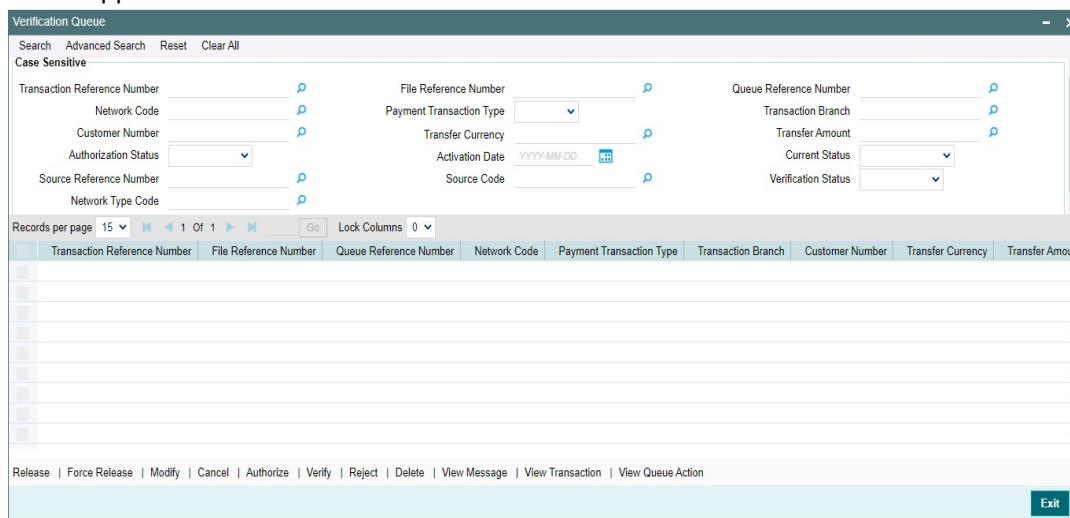 Verification Queue
Search Advanced Search Reset Clear All
Case Sensitive
Transaction Reference Number File Reference Number Queue Reference Number
Network Code Payment Transaction Type Transaction Branch
Customer Number Transfer Currency Transfer Amount
Authorization Status Activation Date YYYY-MM-DD Current Status
Source Reference Number Source Code Verification Status
Network Type Code
Records per page 15 1 Of 1 Go Lock Columns 0
Transaction Reference Number File Reference Number Queue Reference Number Network Code Payment Transaction Type Transaction Branch Customer Number Transfer Currency Transfer Amou
Release | Force Release | Modify | Cancel | Authorize | Verify | Reject | Delete | View Message | View Transaction | View Queue Action
Exit